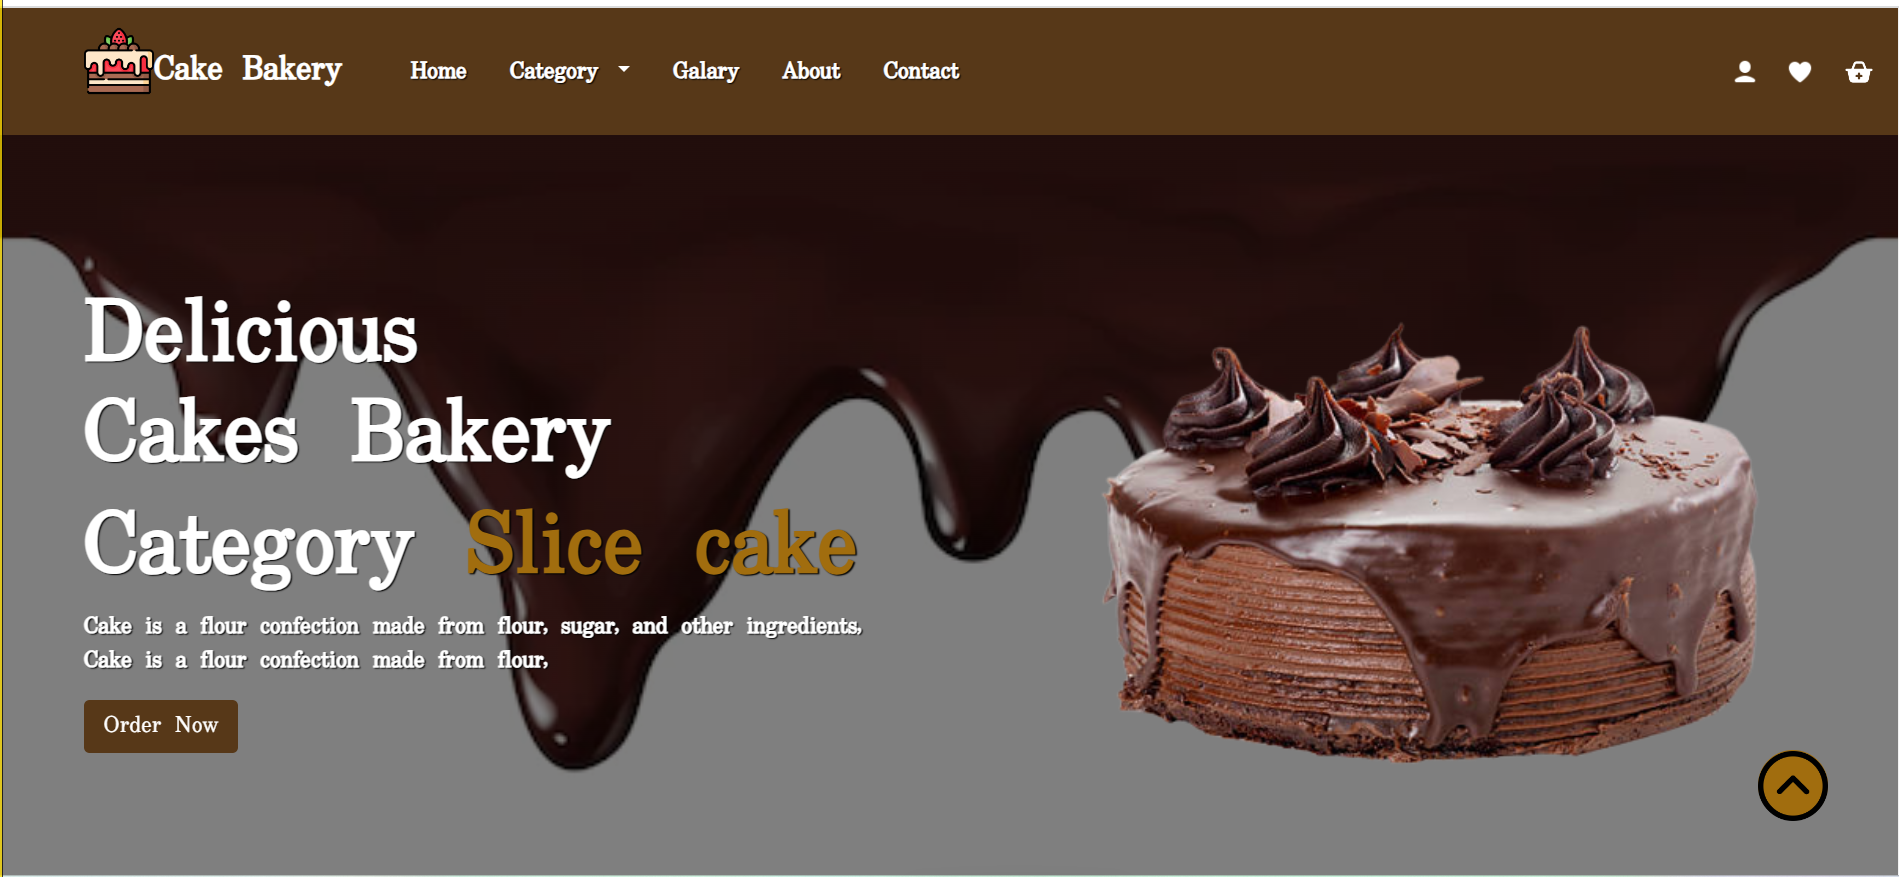 Cake Bakery
Home Category Galary About Contact
Delicious
Cakes Bakery
Category Slice cake
Cake is a flour confection made from flour, sugar, and other ingredients,
Cake is a flour confection made from flour,
Order Now